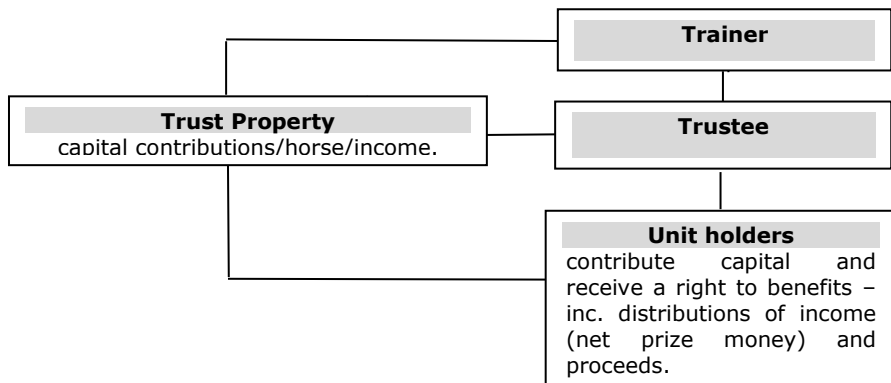 Trainer
Trust Property
capital contributions/horse/income.
Trustee
Unit holders
contribute capital and
receive a right to benefits –
inc. distributions of income
(net prize money) and
proceeds.